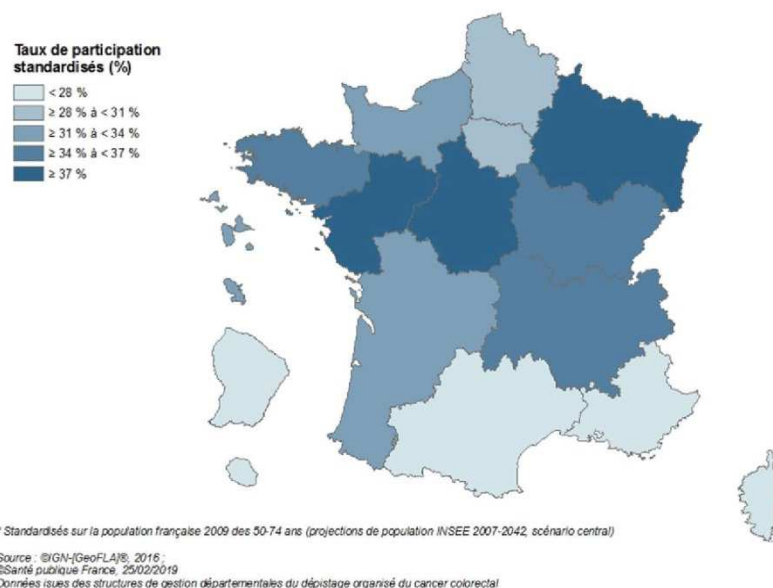 Taux de participation
standardisés (%)
< 28 %
≥ 28 % à < 31 %
≥ 31 % à < 34 %
≥ 34 % à < 37 %
≥ 37 %
* Standardisés sur la population française 2009 des 50-74 ans (projections de population INSEE 2007-2042, scénario central)
Source : ©IGN-[GeoFLA]®, 2016 ;
©Santé publique France, 25/02/2019
Données issues des structures de gestion départementales du dépistage organisé du cancer colorectal